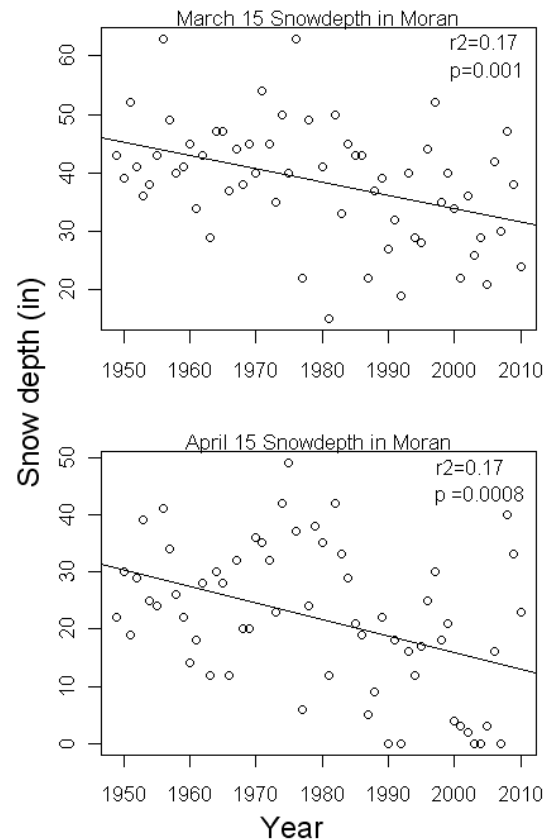 March 15 Snowdepth in Moran
r2=0.17
p=0.001
60
50
40
30
20
1950 1960 1970 1980 1990 2000 2010
Snow depth (in)
April 15 Snowdepth in Moran
r2=0.17
p =0.0008
50
40
30
20
10
0
1950 1960 1970 1980 1990 2000 2010
Year